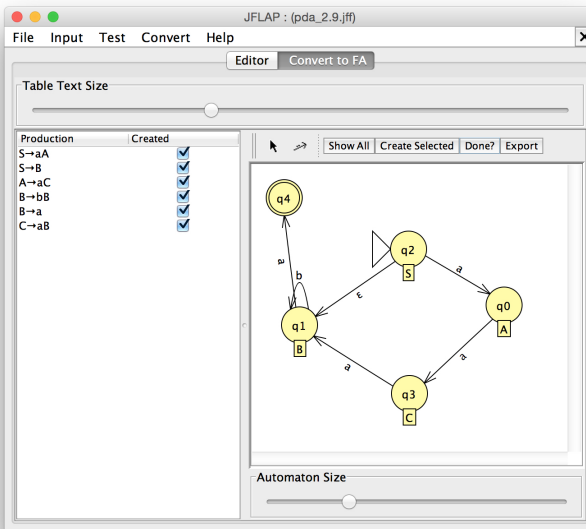 JFLAP : (pda_2.9.jff)
File Input Test Convert Help
Editor Convert to FA
Table Text Size
Production Created
S→aA
S→B
A→aC
B→bB
B→a
C→aB
Show All Create Selected Done? Export
q4
q2
S
a
b
ε
a
q0
A
q1
B
a
a
q3
C
Automaton Size